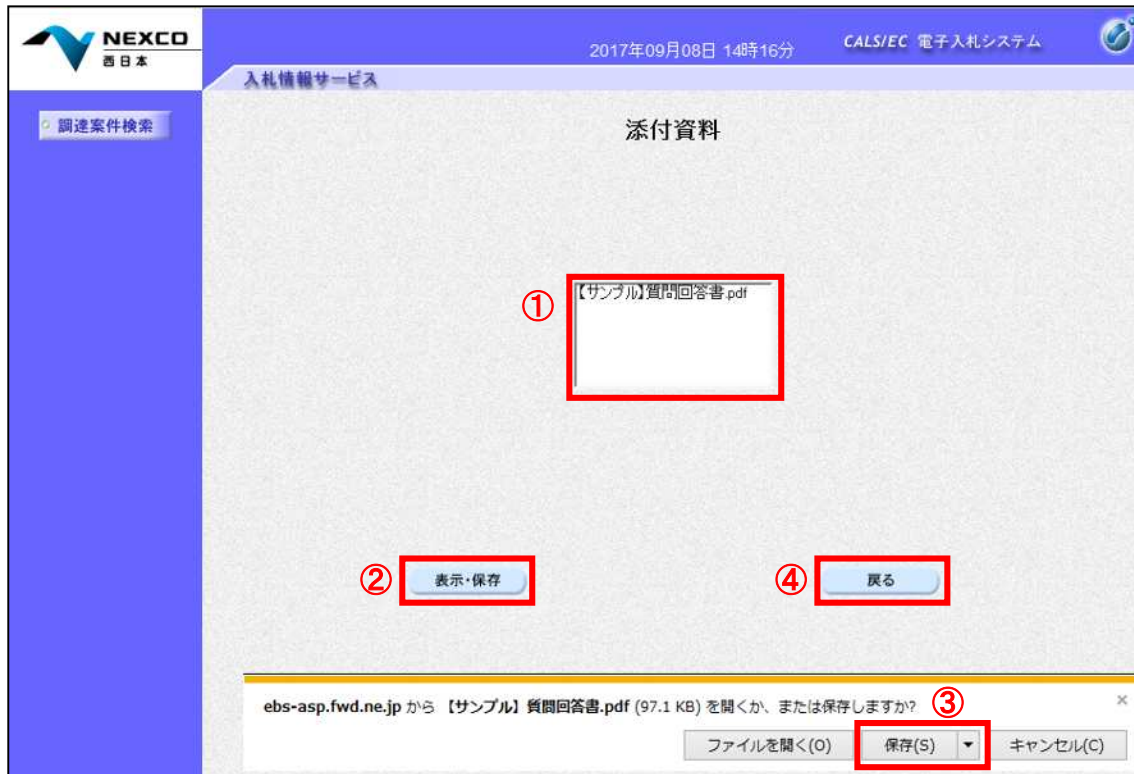 NEXCO
西日本
2017年09月08日 14時16分
CALS/EC 電子入札システム
入札情報サービス
調達案件検索
添付資料
①
【サンプル】質問回答書.pdf
②
表示・保存
④
戻る
ebs-asp.fwd.ne.jp から 【サンプル】質問回答書.pdf (97.1 KB) を開くか、または保存しますか?
③
×
ファイルを開く(O)
保存(S)
キャンセル(C)